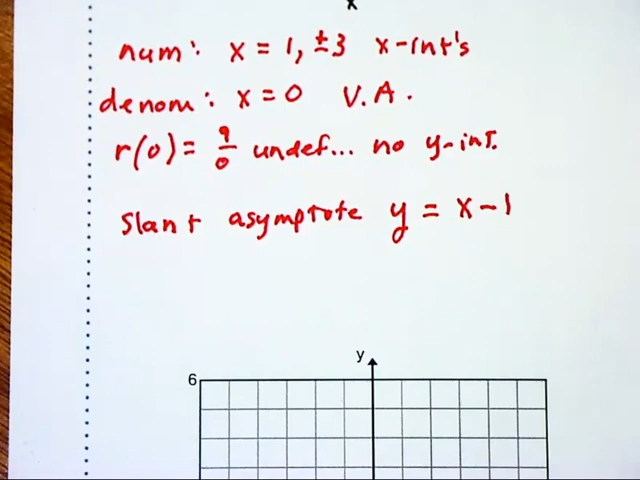 x
num: x = 1, ±3 x-int's
denom: x = 0 V.A.
r(0) = 9/0 undef... no y-int.
Slant asymptote y = x - 1
y
6